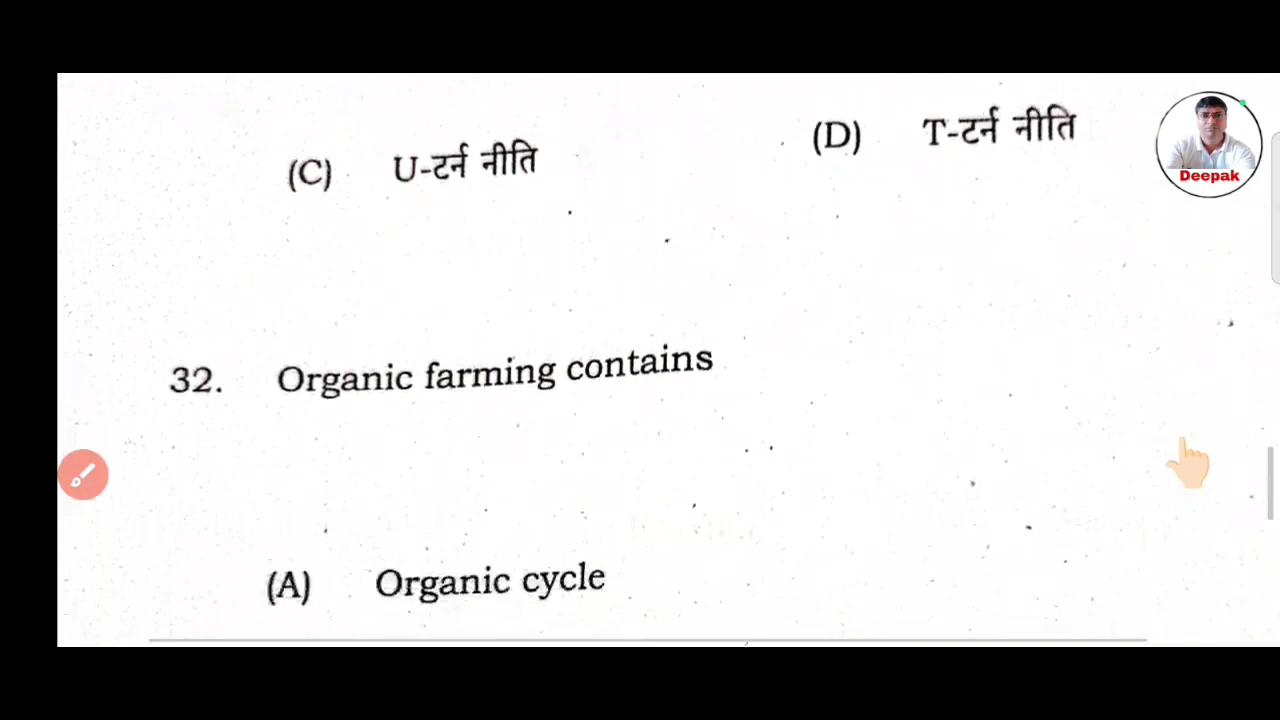 (C) U-टर्न नीति (D) T-टर्न नीति
Deepak
32. Organic farming contains
(A) Organic cycle